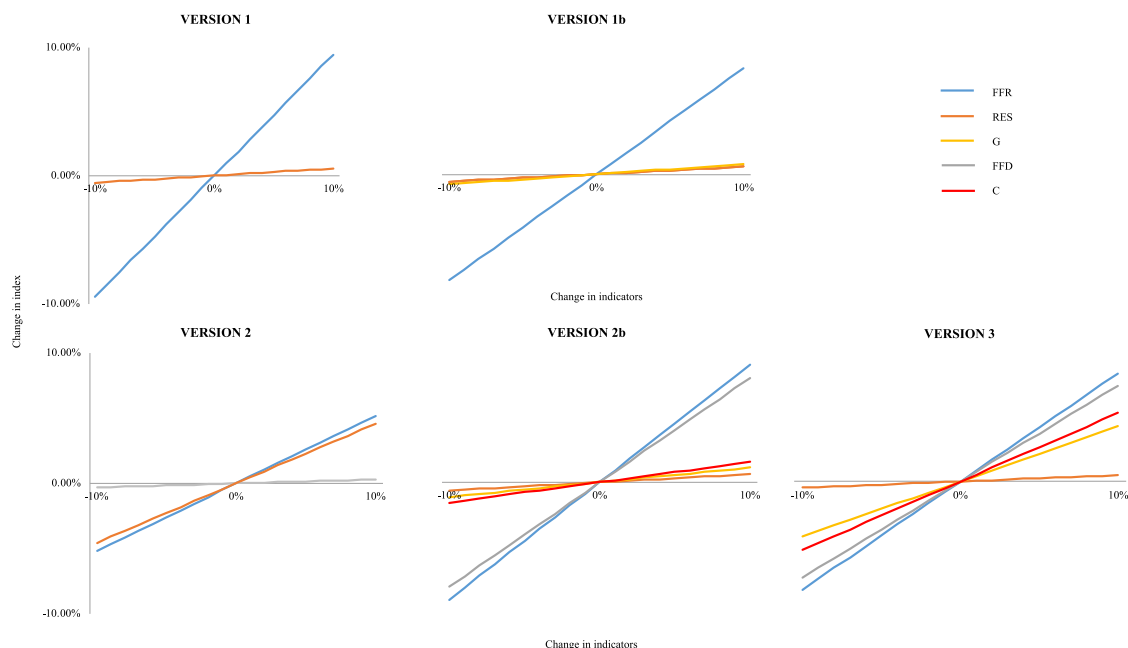 VERSION 1
VERSION 1b
10.00%
0.00%
-10%
0%
10%
-10.00%
-10%
0%
10%
FFR
RES
G
FFD
C
Change in indicators
Change in index
VERSION 2
VERSION 2b
VERSION 3
10.00%
0.00%
-10%
0%
10%
-10.00%
-10%
0%
10%
-10%
0%
10%
Change in indicators